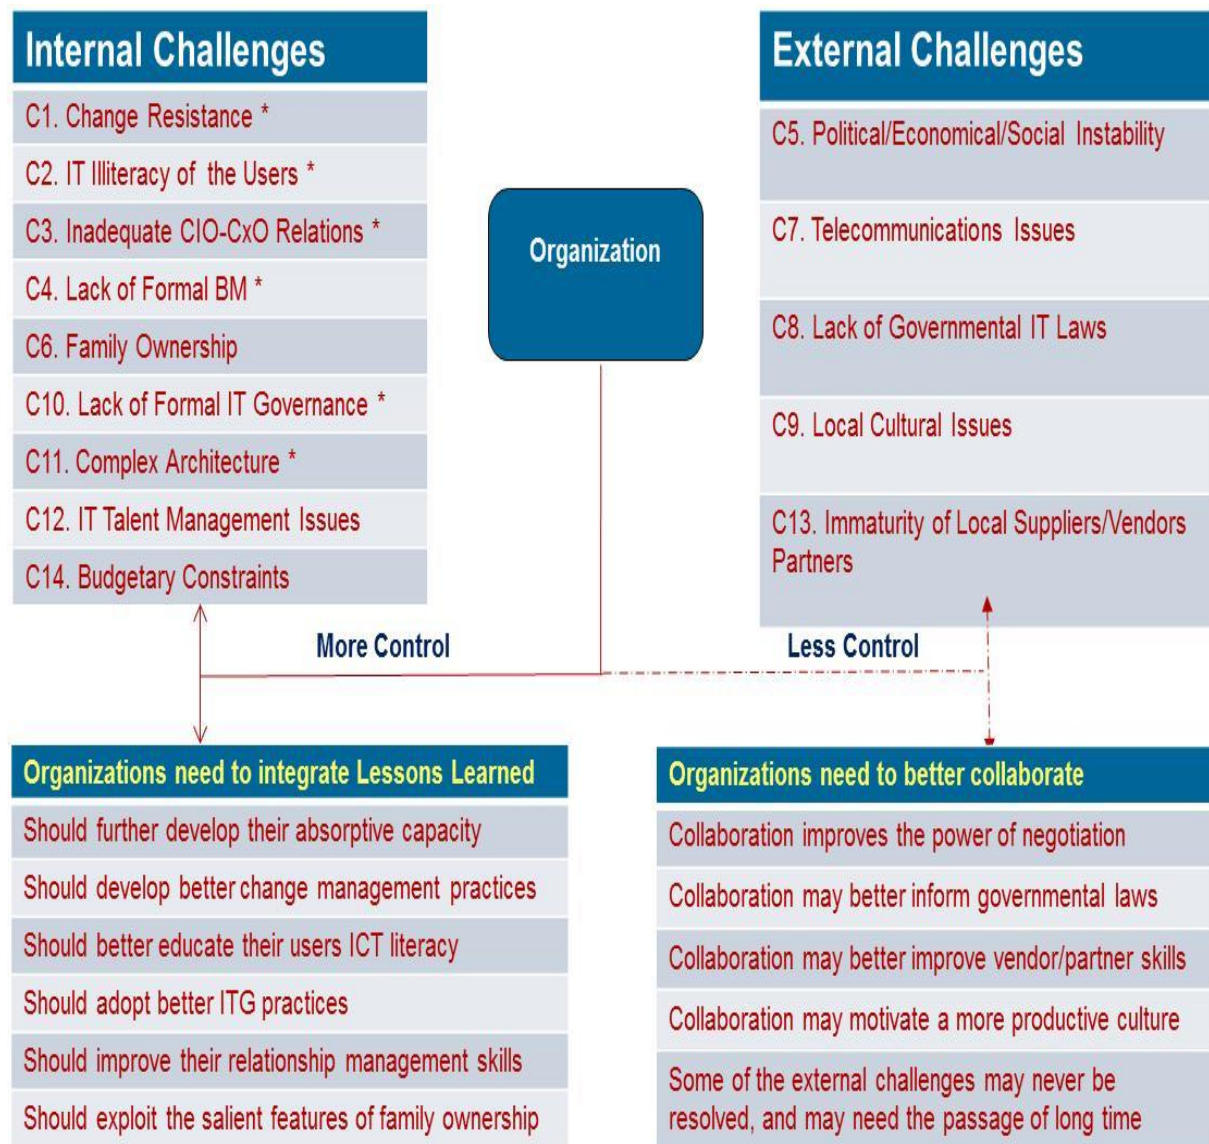 Internal Challenges
C1. Change Resistance *
C2. IT Illiteracy of the Users *
C3. Inadequate CIO-CxO Relations *
C4. Lack of Formal BM *
C6. Family Ownership
C10. Lack of Formal IT Governance *
C11. Complex Architecture *
C12. IT Talent Management Issues
C14. Budgetary Constraints
Organization
External Challenges
C5. Political/Economical/Social Instability
C7. Telecommunications Issues
C8. Lack of Governmental IT Laws
C9. Local Cultural Issues
C13. Immaturity of Local Suppliers/Vendors
Partners
More Control
Less Control
Organizations need to integrate Lessons Learned
Should further develop their absorptive capacity
Should develop better change management practices
Should better educate their users ICT literacy
Should adopt better ITG practices
Should improve their relationship management skills
Should exploit the salient features of family ownership
Organizations need to better collaborate
Collaboration improves the power of negotiation
Collaboration may better inform governmental laws
Collaboration may better improve vendor/partner skills
Collaboration may motivate a more productive culture
Some of the external challenges may never be
resolved, and may need the passage of long time